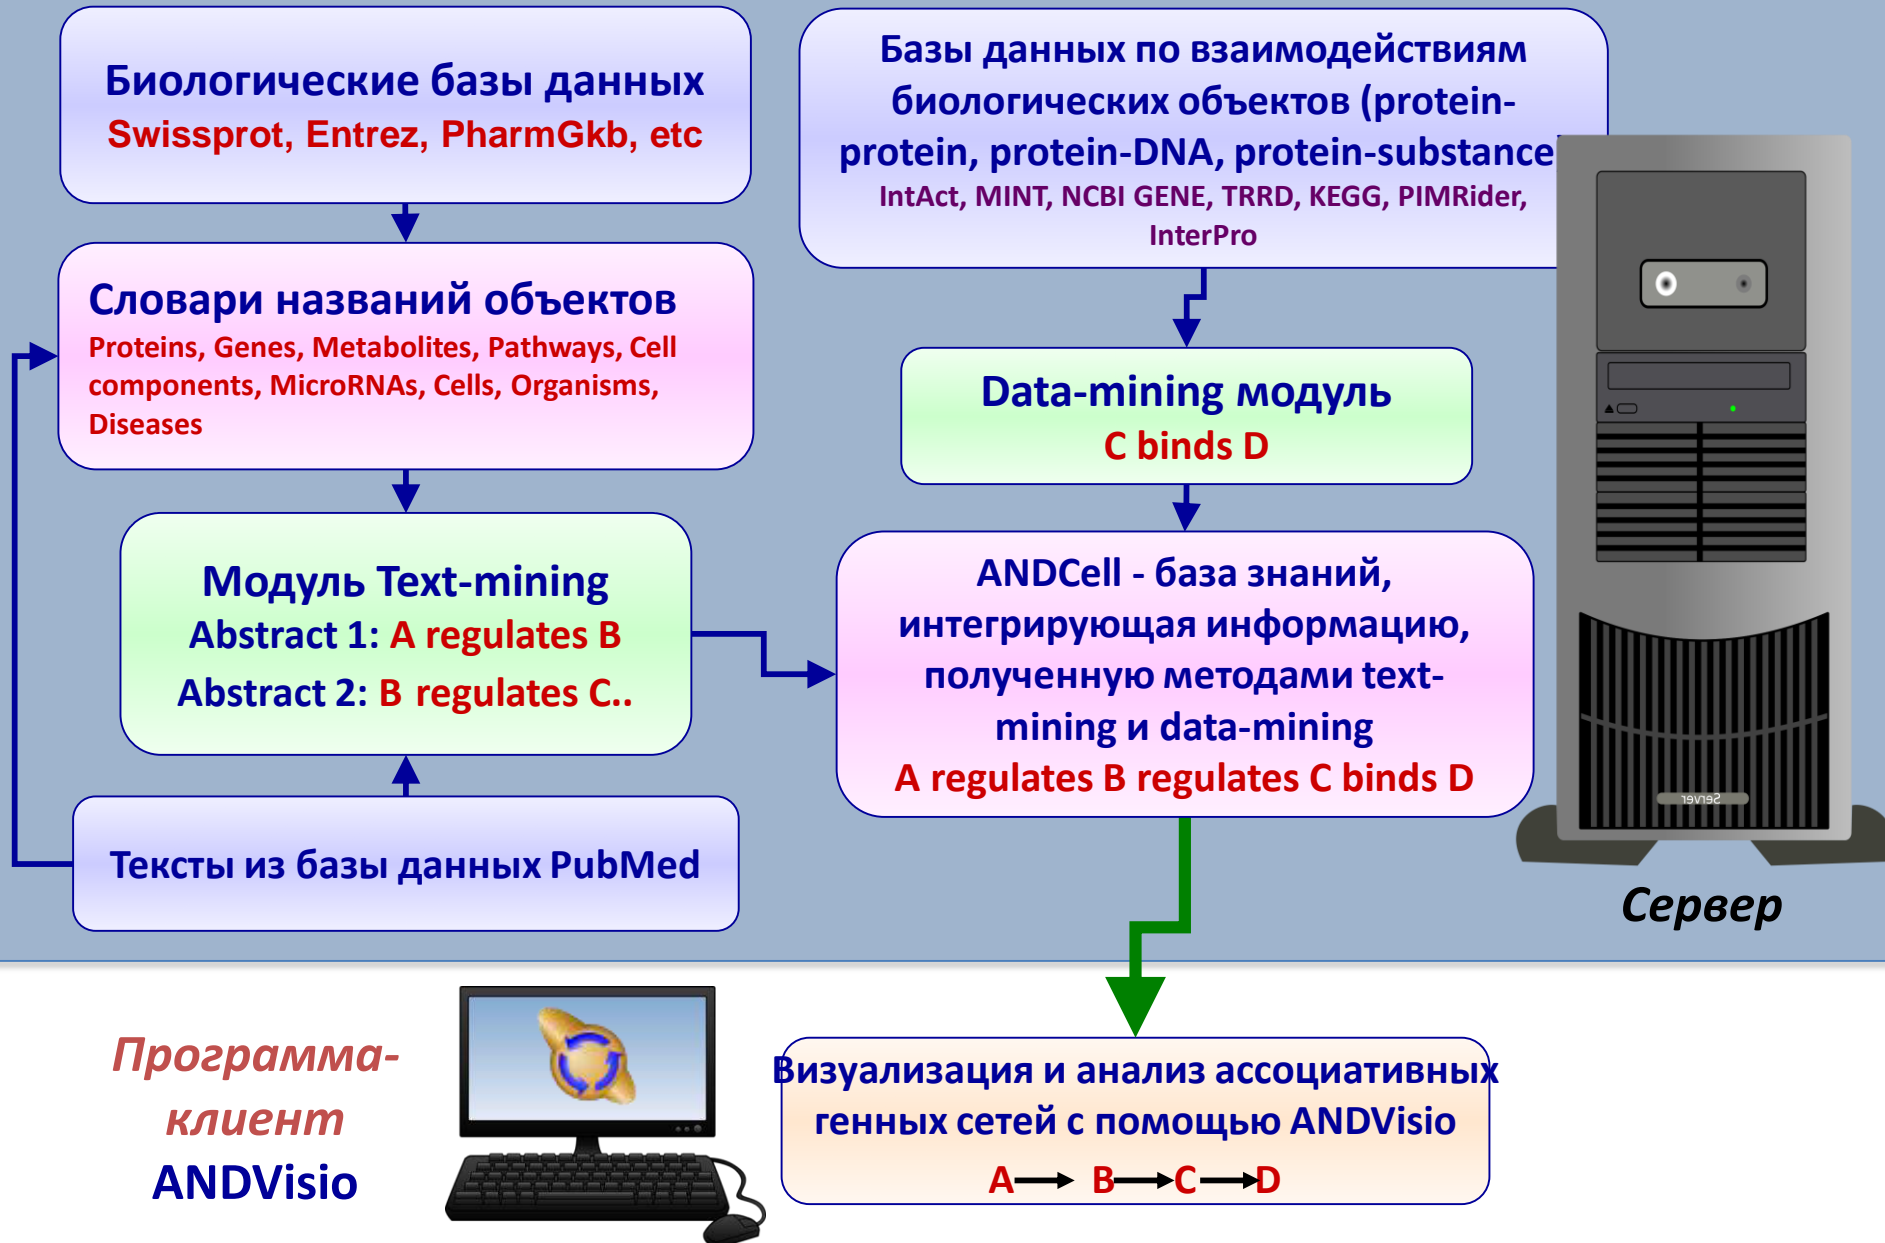 Биологические базы данных
Swissprot, Entrez, PharmGkb, etc
Базы данных по взаимодействиям
биологических объектов (protein-
protein, protein-DNA, protein-substance)
IntAct, MINT, NCBI GENE, TRRD, KEGG, PIMRider,
InterPro
Словари названий объектов
Proteins, Genes, Metabolites, Pathways, Cell
components, MicroRNAs, Cells, Organisms,
Diseases
Data-mining модуль
C binds D
Модуль Text-mining
Abstract 1: A regulates B
Abstract 2: B regulates C..
ANDCell - база знаний,
интегрирующая информацию,
полученную методами text-
mining и data-mining
A regulates B regulates C binds D
Тексты из базы данных PubMed
Server
Сервер
Программа-
клиент
ANDVisio
Визуализация и анализ ассоциативных
генных сетей с помощью ANDVisio
A B C D